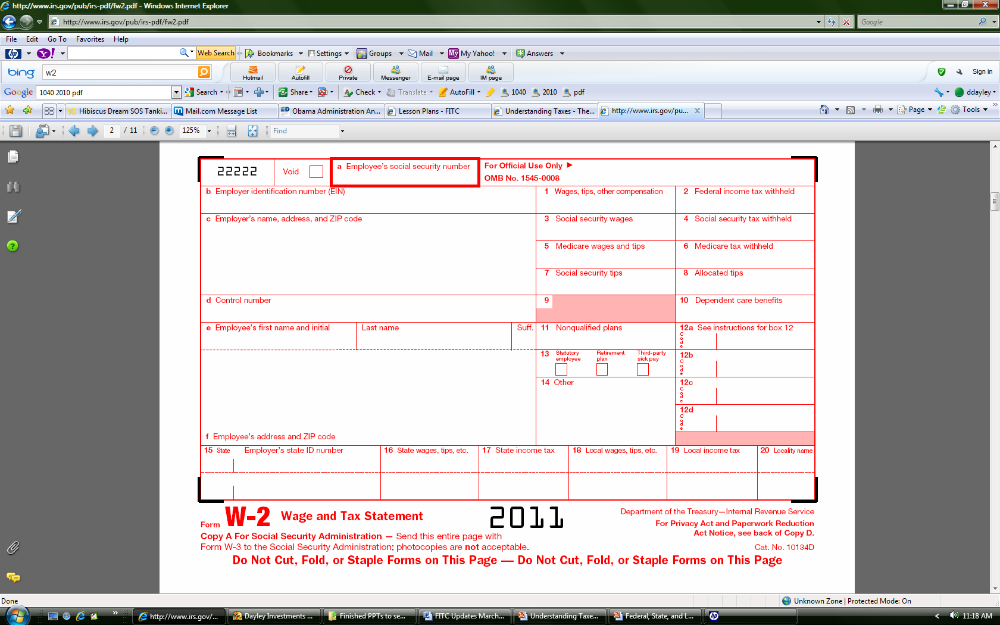 http://www.irs.gov/pub/irs-pdf/fw2.pdf - Windows Internet Explorer
http://www.irs.gov/pub/irs-pdf/fw2.pdf Google
File Edit Go To Favorites Help
hp Y! Web Search Bookmarks Settings Groups Mail My My Yahoo! Answers
bing w2 Hotmail Autofill Private Messenger E-mail page IM page Sign in
Google 1040 2010 pdf Search Share Check Translate AutoFill 1040 2010 pdf ddayley
Hibiscus Dream SOS Tanki... Mail.com Message List ED Obama Administration An... Lesson Plans - FITC Understanding Taxes - The... http://www.irs.gov/pu... X Page Tools
2 / 11 125% Find
22222 Void a Employee's social security number For Official Use Only ►
OMB No. 1545-0008
b Employer identification number (EIN) 1 Wages, tips, other compensation 2 Federal income tax withheld
c Employer's name, address, and ZIP code 3 Social security wages 4 Social security tax withheld
5 Medicare wages and tips 6 Medicare tax withheld
7 Social security tips 8 Allocated tips
d Control number 9 10 Dependent care benefits
e Employee's first name and initial Last name Suff. 11 Nonqualified plans 12a See instructions for box 12
Code
13 Statutory employee Retirement plan Third-party sick pay 12b
Code
14 Other 12c
Code
12d
Code
f Employee's address and ZIP code
15 State Employer's state ID number 16 State wages, tips, etc. 17 State income tax 18 Local wages, tips, etc. 19 Local income tax 20 Locality name
Form W-2 Wage and Tax Statement 2011 Department of the Treasury—Internal Revenue Service
For Privacy Act and Paperwork Reduction
Act Notice, see back of Copy D.
Copy A For Social Security Administration — Send this entire page with
Form W-3 to the Social Security Administration; photocopies are not acceptable. Cat. No. 10134D
Do Not Cut, Fold, or Staple Forms on This Page — Do Not Cut, Fold, or Staple Forms on This Page
Done Unknown Zone | Protected Mode: On
http://www.irs.gov/... Dayley Investments ... Finished PPTs to se... FITC Updates March... Understanding Taxe... Federal, State, and L... hp 11:18 AM